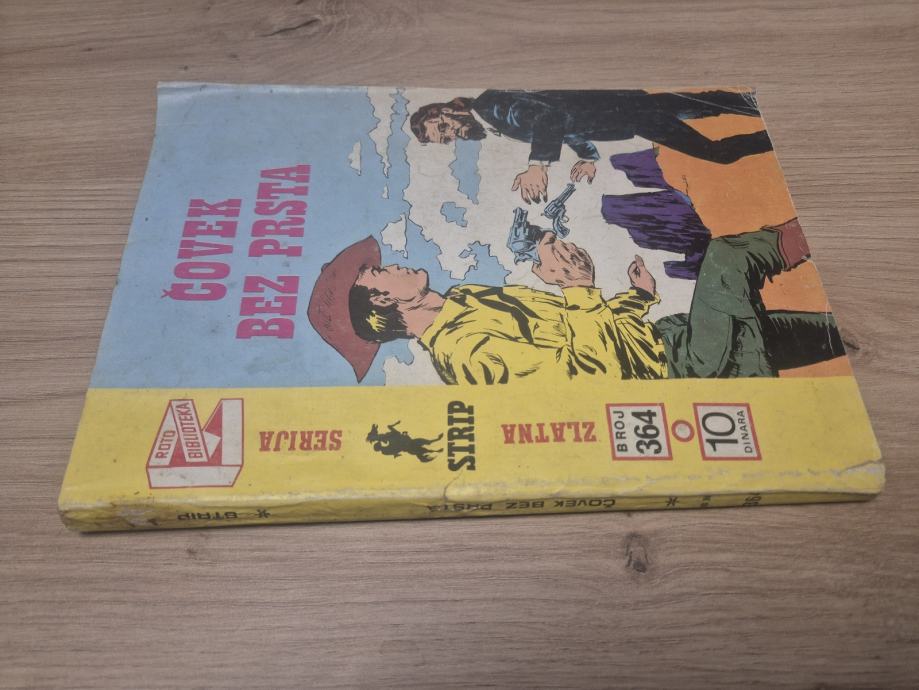 ČOVEK
BEZ PRSTA
ROTO
BIBLIOTEKA
SERIJA
STRIP
ZLATNA
BROJ
364
10
DINARA
* STRIP
ČOVEK BEZ PRSTA
*